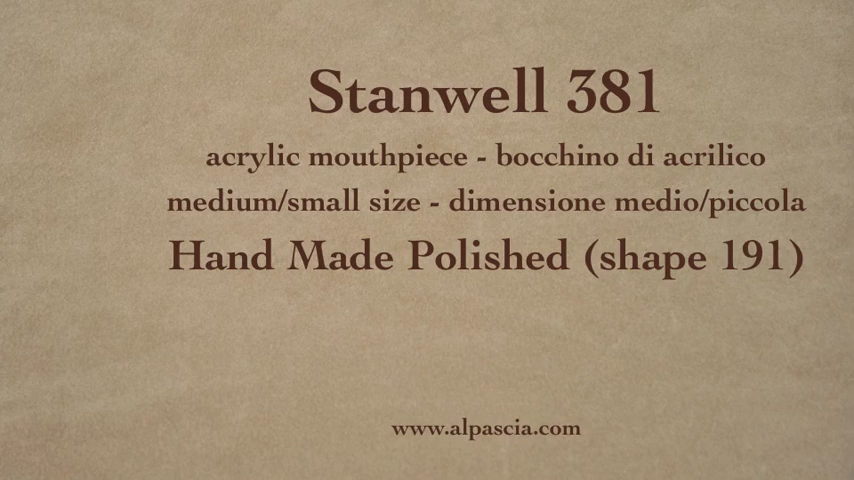 Stanwell 381
acrylic mouthpiece - bocchino di acrilico
medium/small size - dimensione medio/piccola
Hand Made Polished (shape 191)
www.alpascia.com